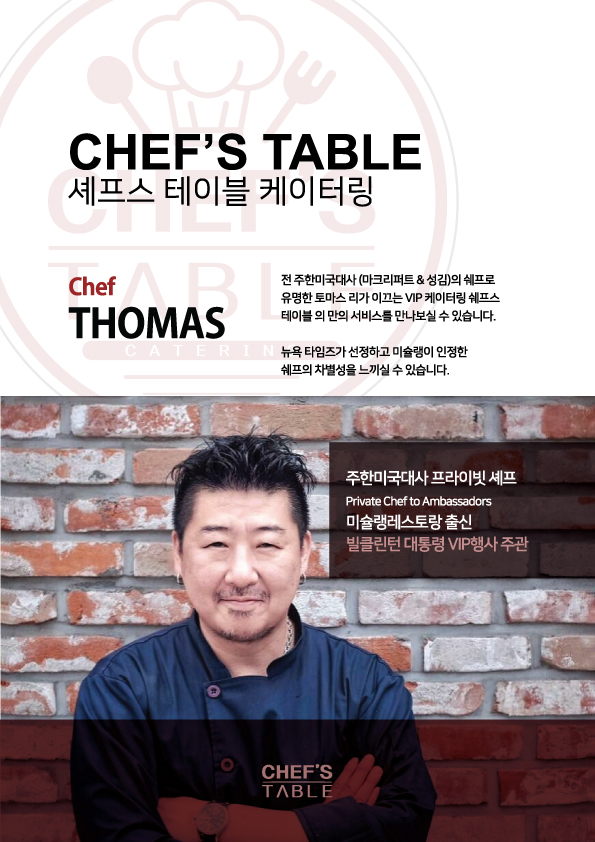 CHEF'S TABLE
셰프스 테이블 케이터링
CHEF'S
TABLE
CATERIN
Chef
THOMAS
전 주한미국대사 (마크리퍼트 & 성김)의 쉐프로
유명한 토마스 리가 이끄는 VIP 케이터링 쉐프스
테이블 의 만의 서비스를 만나보실 수 있습니다.
뉴욕 타임즈가 선정하고 미슐랭이 인정한
쉐프의 차별성을 느끼실 수 있습니다.
주한미국대사 프라이빗 셰프
Private Chef to Ambassadors
미슐랭레스토랑 출신
빌클린턴 대통령 VIP행사 주관
CHEF'S
TABLE